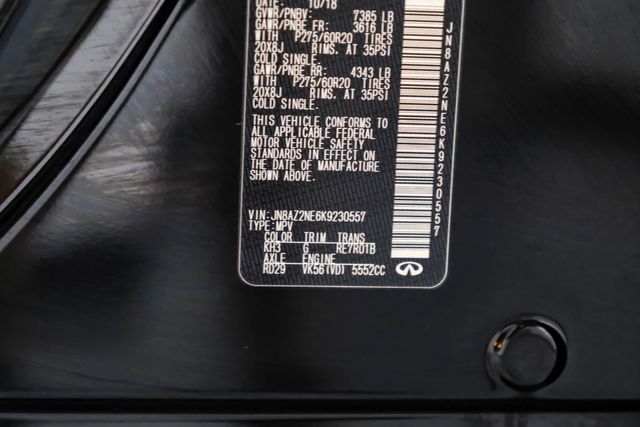 DATE: 10/18
GVWR/PNBV: 7385 LB
GAWR/PNBE FR: 3616 LB
WITH P275/60R20 TIRES
20X8J RIMS, AT 35PSI
COLD SINGLE.
GAWR/PNBE RR: 4343 LB
WITH P275/60R20 TIRES
20X8J RIMS, AT 35PSI
COLD SINGLE.
THIS VEHICLE CONFORMS TO
ALL APPLICABLE FEDERAL
MOTOR VEHICLE SAFETY
STANDARDS IN EFFECT ON
THE DATE OF MANUFACTURE
SHOWN ABOVE.
VIN:JN8AZ2NE6K9230557
TYPE:MPV
COLOR TRIM TRANS
KH3 G RE7R01B
AXLE ENGINE
RD29 VK56(VD) 5552CC
JN8AZ2NE6K9230557